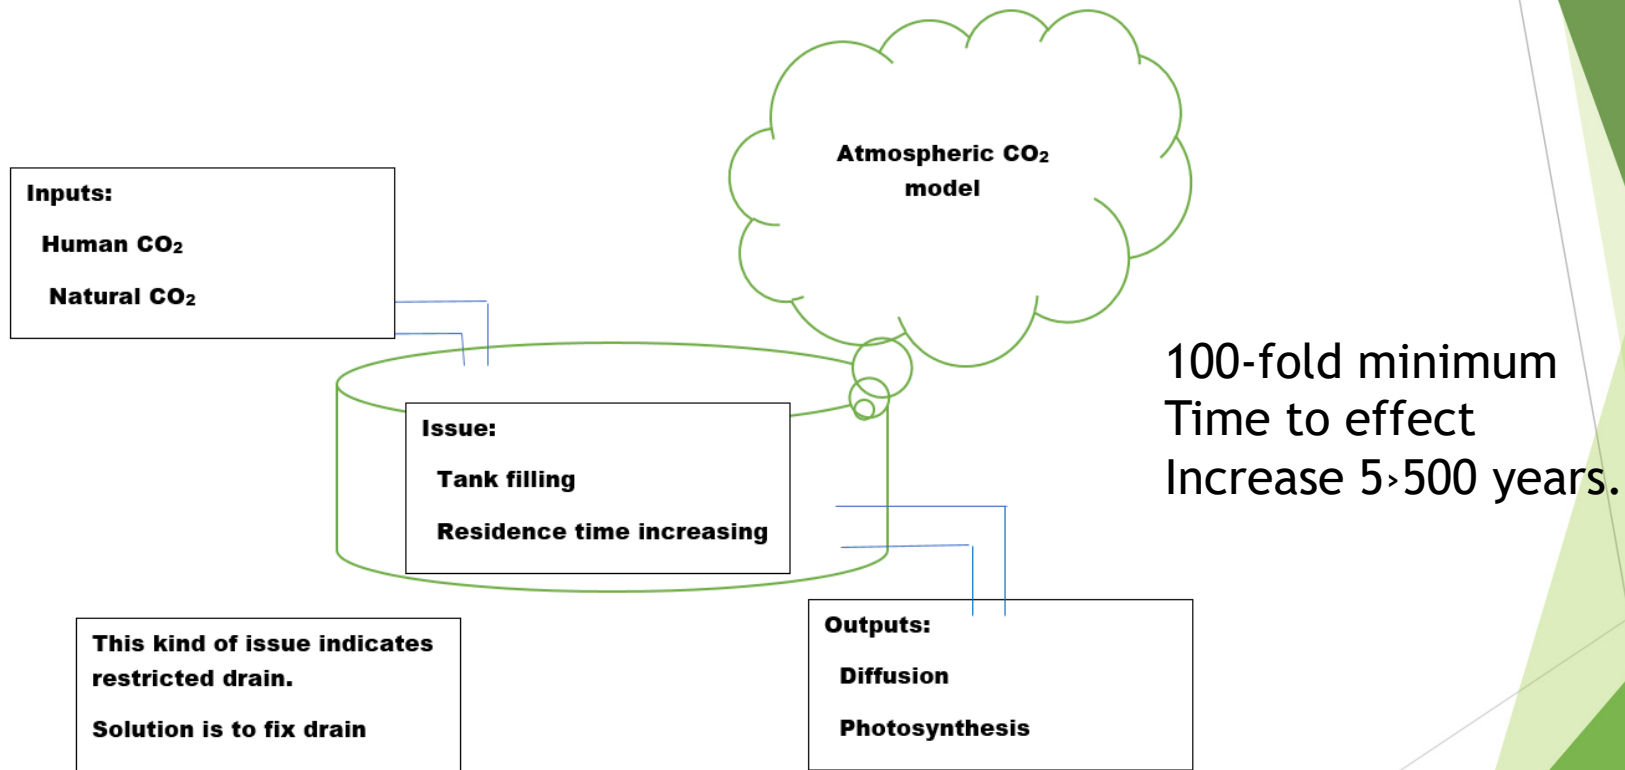 Atmospheric CO₂
model
Inputs:
Human CO₂
Natural CO₂
Issue:
Tank filling
Residence time increasing
100-fold minimum
Time to effect
Increase 5>500 years.
This kind of issue indicates
restricted drain.
Solution is to fix drain
Outputs:
Diffusion
Photosynthesis